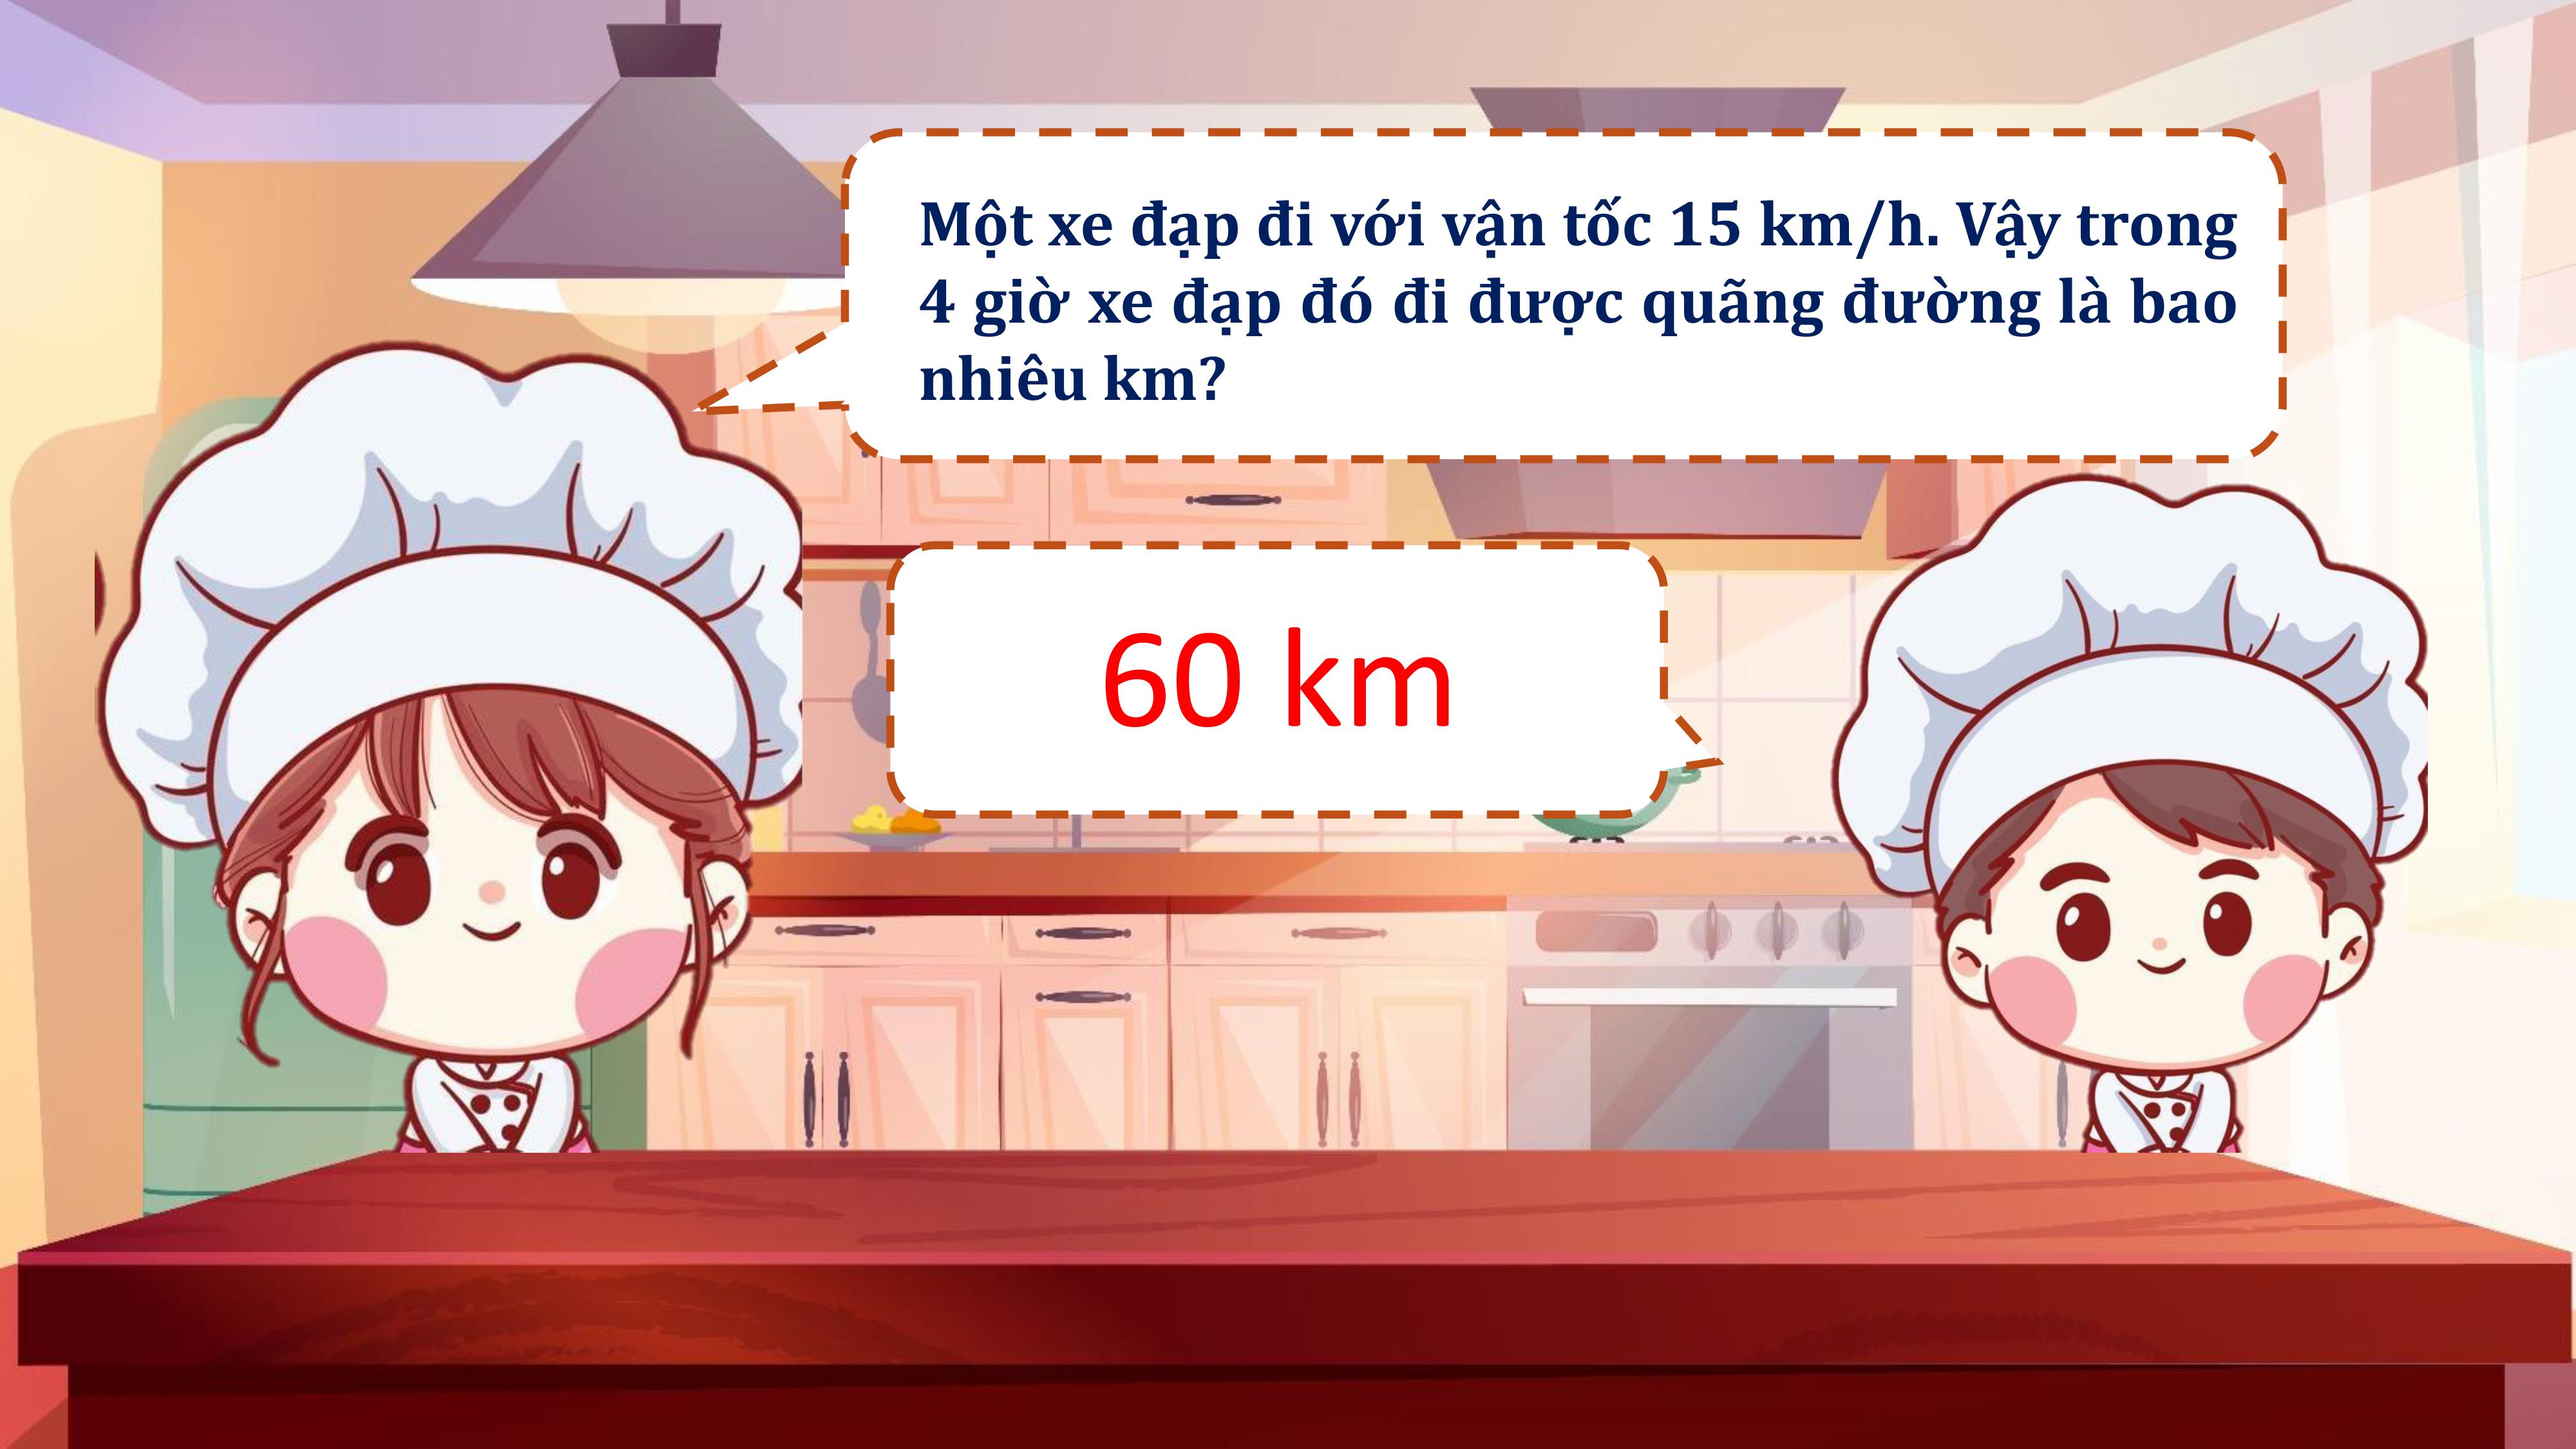 Một xe đạp đi với vận tốc 15 km/h. Vậy trong
4 giờ xe đạp đó đi được quãng đường là bao
nhiêu km?
60 km